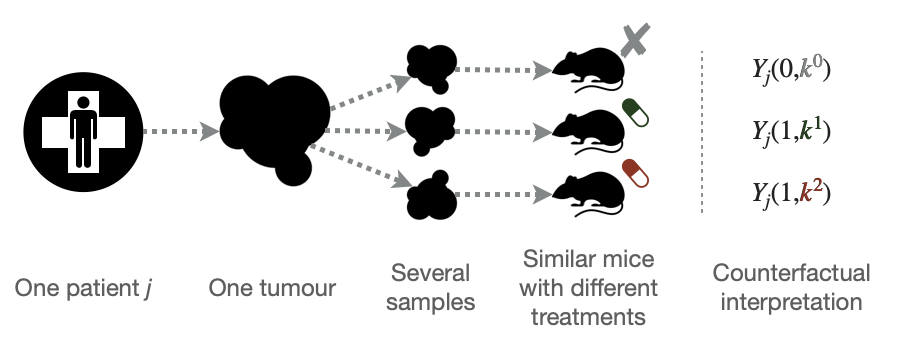 Y_j(0,k^0)
Y_j(1,k^1)
Y_j(1,k^2)
One patient j
One tumour
Several
samples
Similar mice
with different
treatments
Counterfactual
interpretation